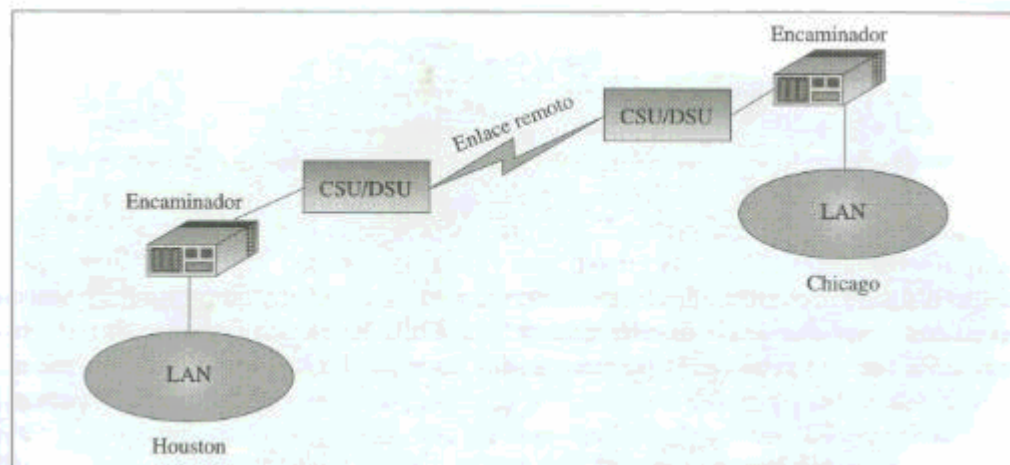 Encaminador
CSU/DSU
Enlace remoto
CSU/DSU
Encaminador
LAN
LAN
Chicago
Houston